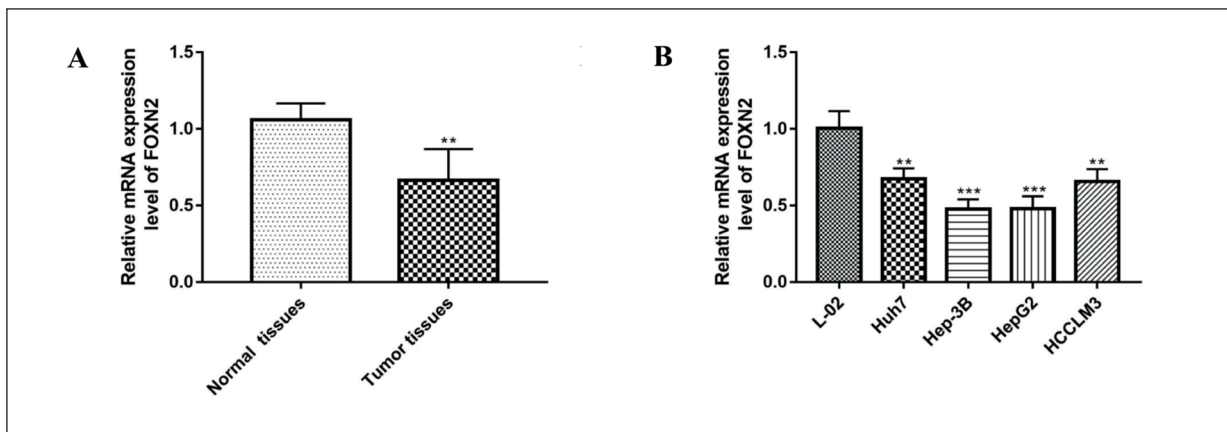 A
Relative mRNA expression
level of FOXN2
1.5
1.0
0.5
0.0
**
Normal tissues
Tumor tissues
B
Relative mRNA expression
level of FOXN2
1.5
1.0
0.5
0.0
**
***
***
**
L-02
Huh7
Hep-3B
HepG2
HCCLM3